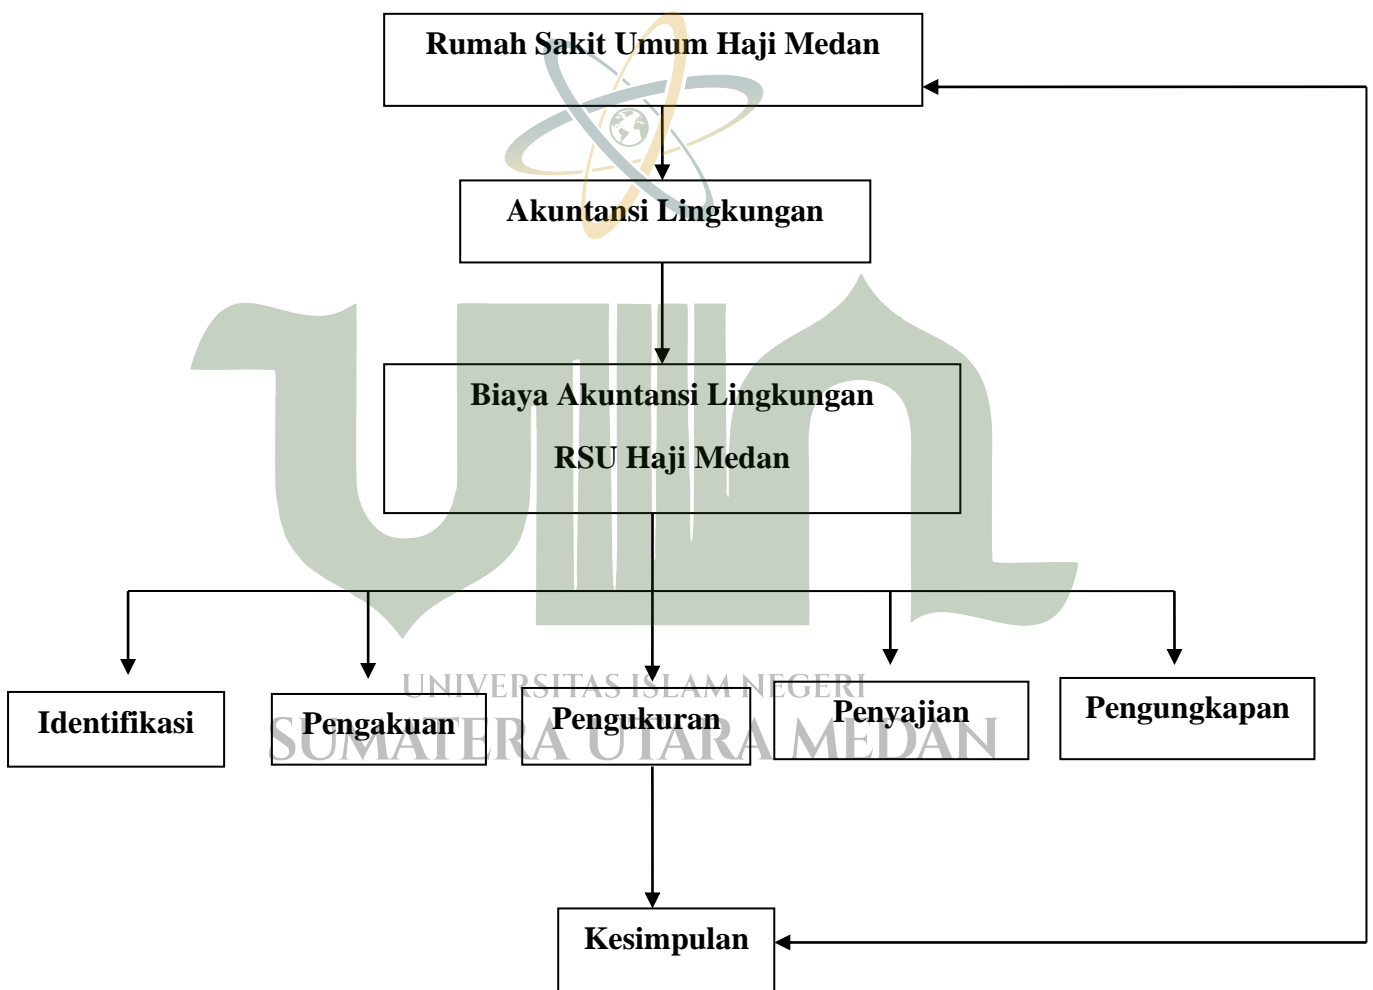 Rumah Sakit Umum Haji Medan
Akuntansi Lingkungan
Biaya Akuntansi Lingkungan
RSU Haji Medan
UNIVERSITAS ISLAM NEGERI
SUMATERA UTARA MEDAN
Identifikasi
Pengakuan
Pengukuran
Penyajian
Pengungkapan
Kesimpulan